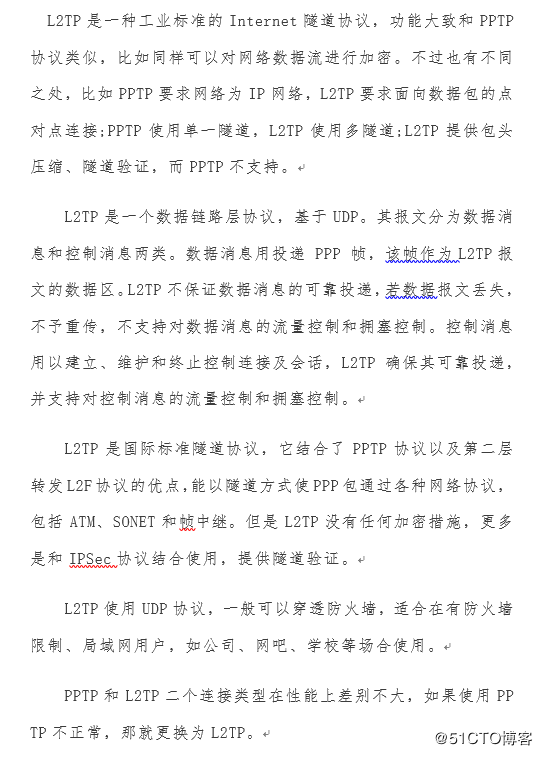 L2TP 是一种工业标准的 Internet 隧道协议，功能大致和 PPTP
协议类似，比如同样可以对网络数据流进行加密。不过也有不同
之处，比如 PPTP 要求网络为 IP 网络，L2TP 要求面向数据包的点
对点连接;PPTP 使用单一隧道，L2TP 使用多隧道;L2TP 提供包头
压缩、隧道验证，而 PPTP 不支持。
L2TP 是一个数据链路层协议，基于 UDP。其报文分为数据消
息和控制消息两类。数据消息用投递 PPP 帧，该帧作为 L2TP 报
文的数据区。L2TP 不保证数据消息的可靠投递，若数据报文丢失，
不予重传，不支持对数据消息的流量控制和拥塞控制。控制消息
用以建立、维护和终止控制连接及会话，L2TP 确保其可靠投递，
并支持对控制消息的流量控制和拥塞控制。
L2TP 是国际标准隧道协议，它结合了 PPTP 协议以及第二层
转发 L2F 协议的优点，能以隧道方式使 PPP 包通过各种网络协议，
包括 ATM、SONET 和帧中继。但是 L2TP 没有任何加密措施，更多
是和 IPSec 协议结合使用，提供隧道验证。
L2TP 使用 UDP 协议，一般可以穿透防火墙，适合在有防火墙
限制、局域网用户，如公司、网吧、学校等场合使用。
PPTP 和 L2TP 二个连接类型在性能上差别不大，如果使用 PP
TP 不正常，那就更换为 L2TP。
@51CTO博客